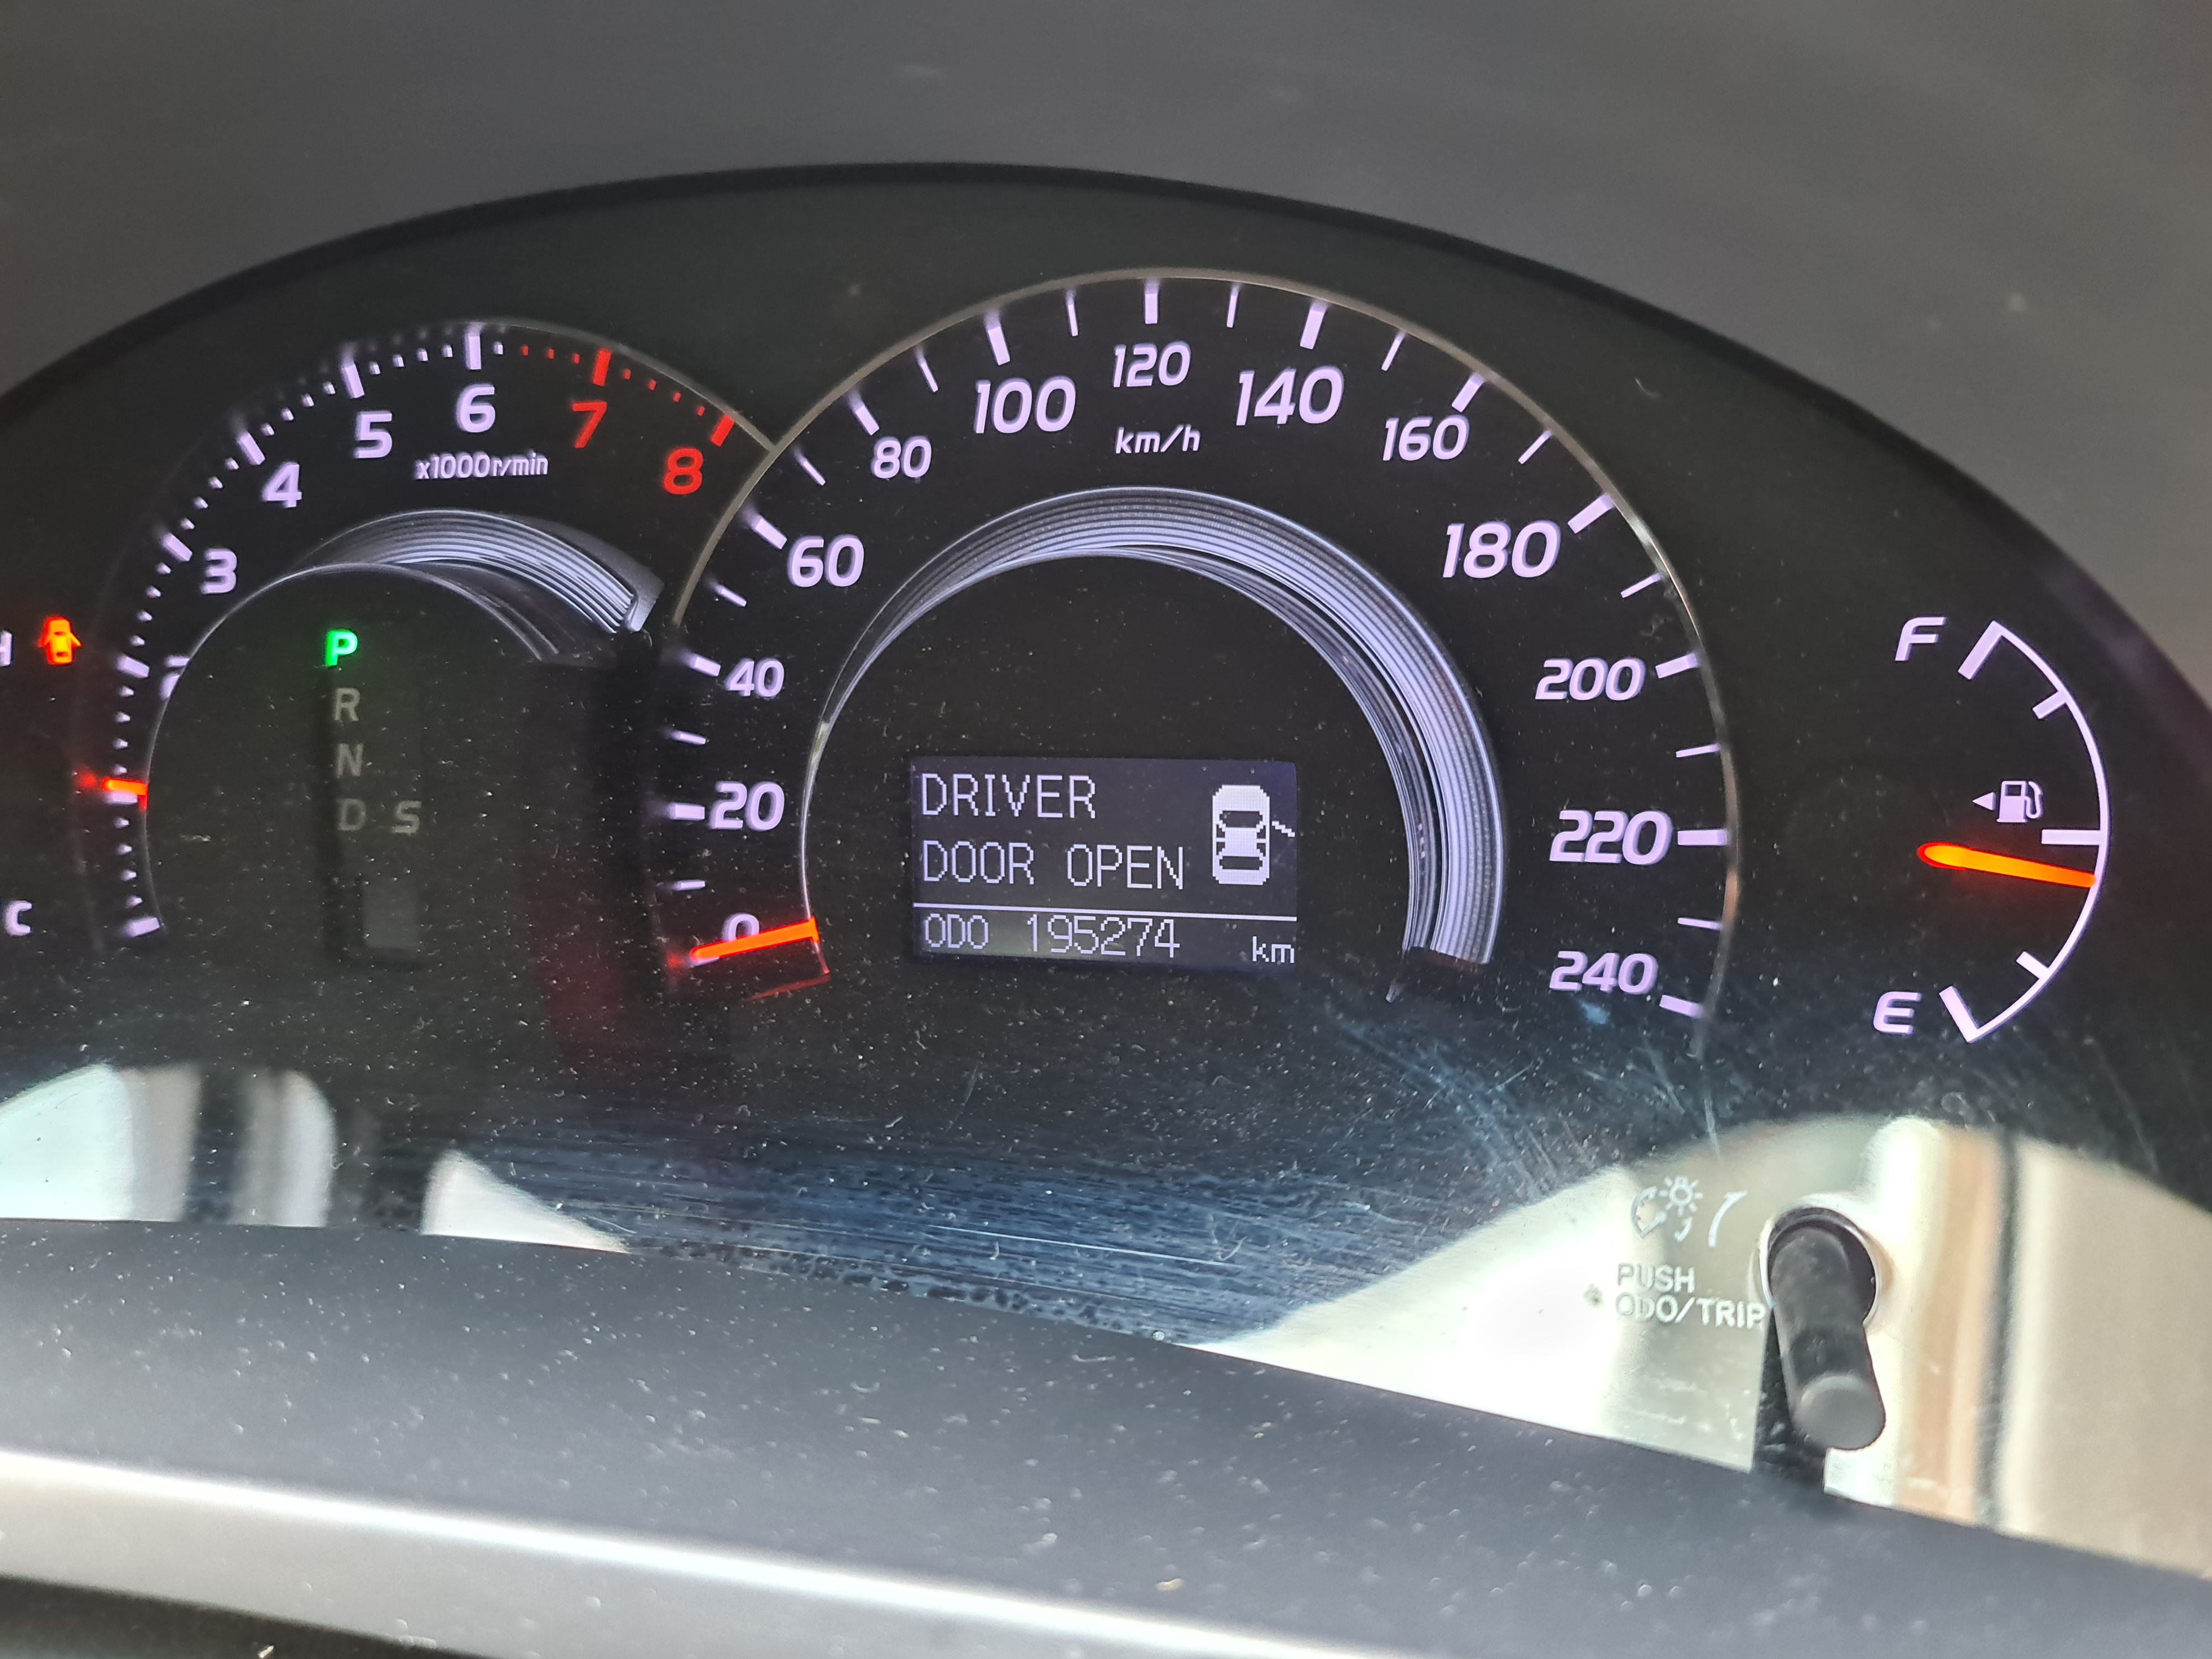 4
5
6
7
8
x1000r/min
3
2
H
P
R
N
D S
C
0
20
40
60
80
100
120
140
160
180
200
220
240
km/h
DRIVER
DOOR OPEN
ODO 195274 km
F
E
PUSH
ODO/TRIP